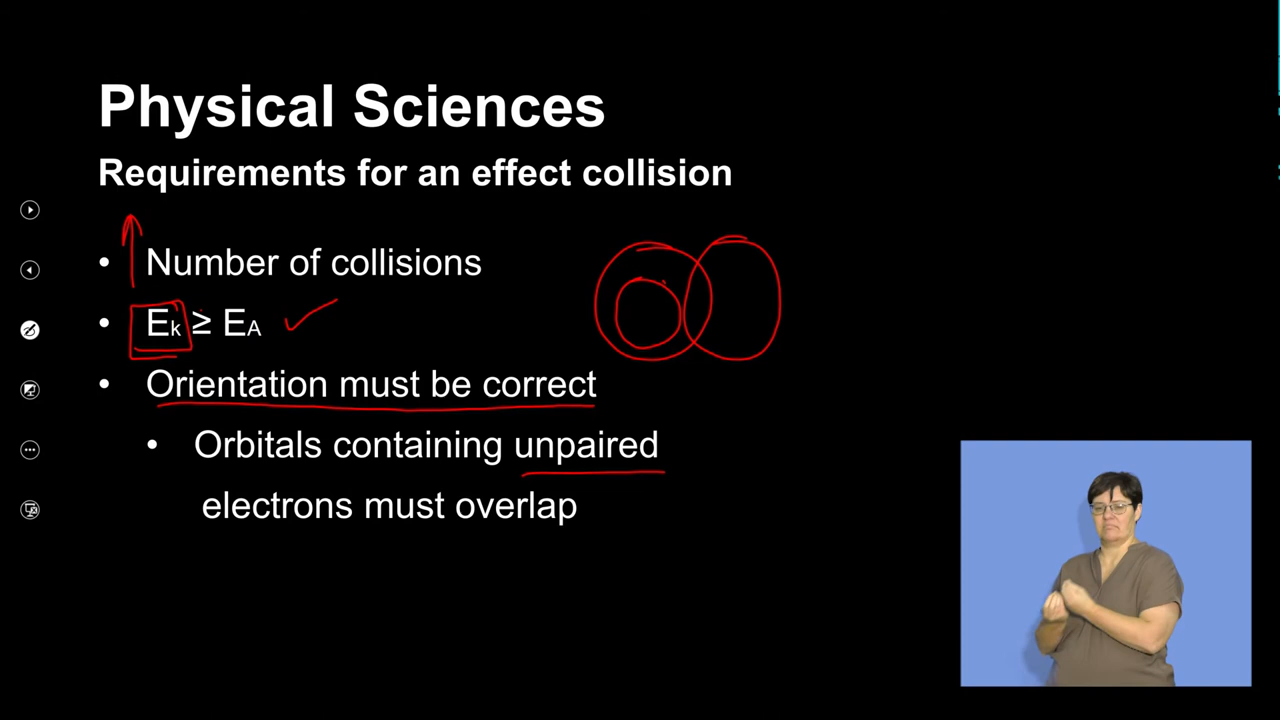 Physical Sciences
Requirements for an effect collision
• Number of collisions
• Ek ≥ EA
• Orientation must be correct
• Orbitals containing unpaired
electrons must overlap